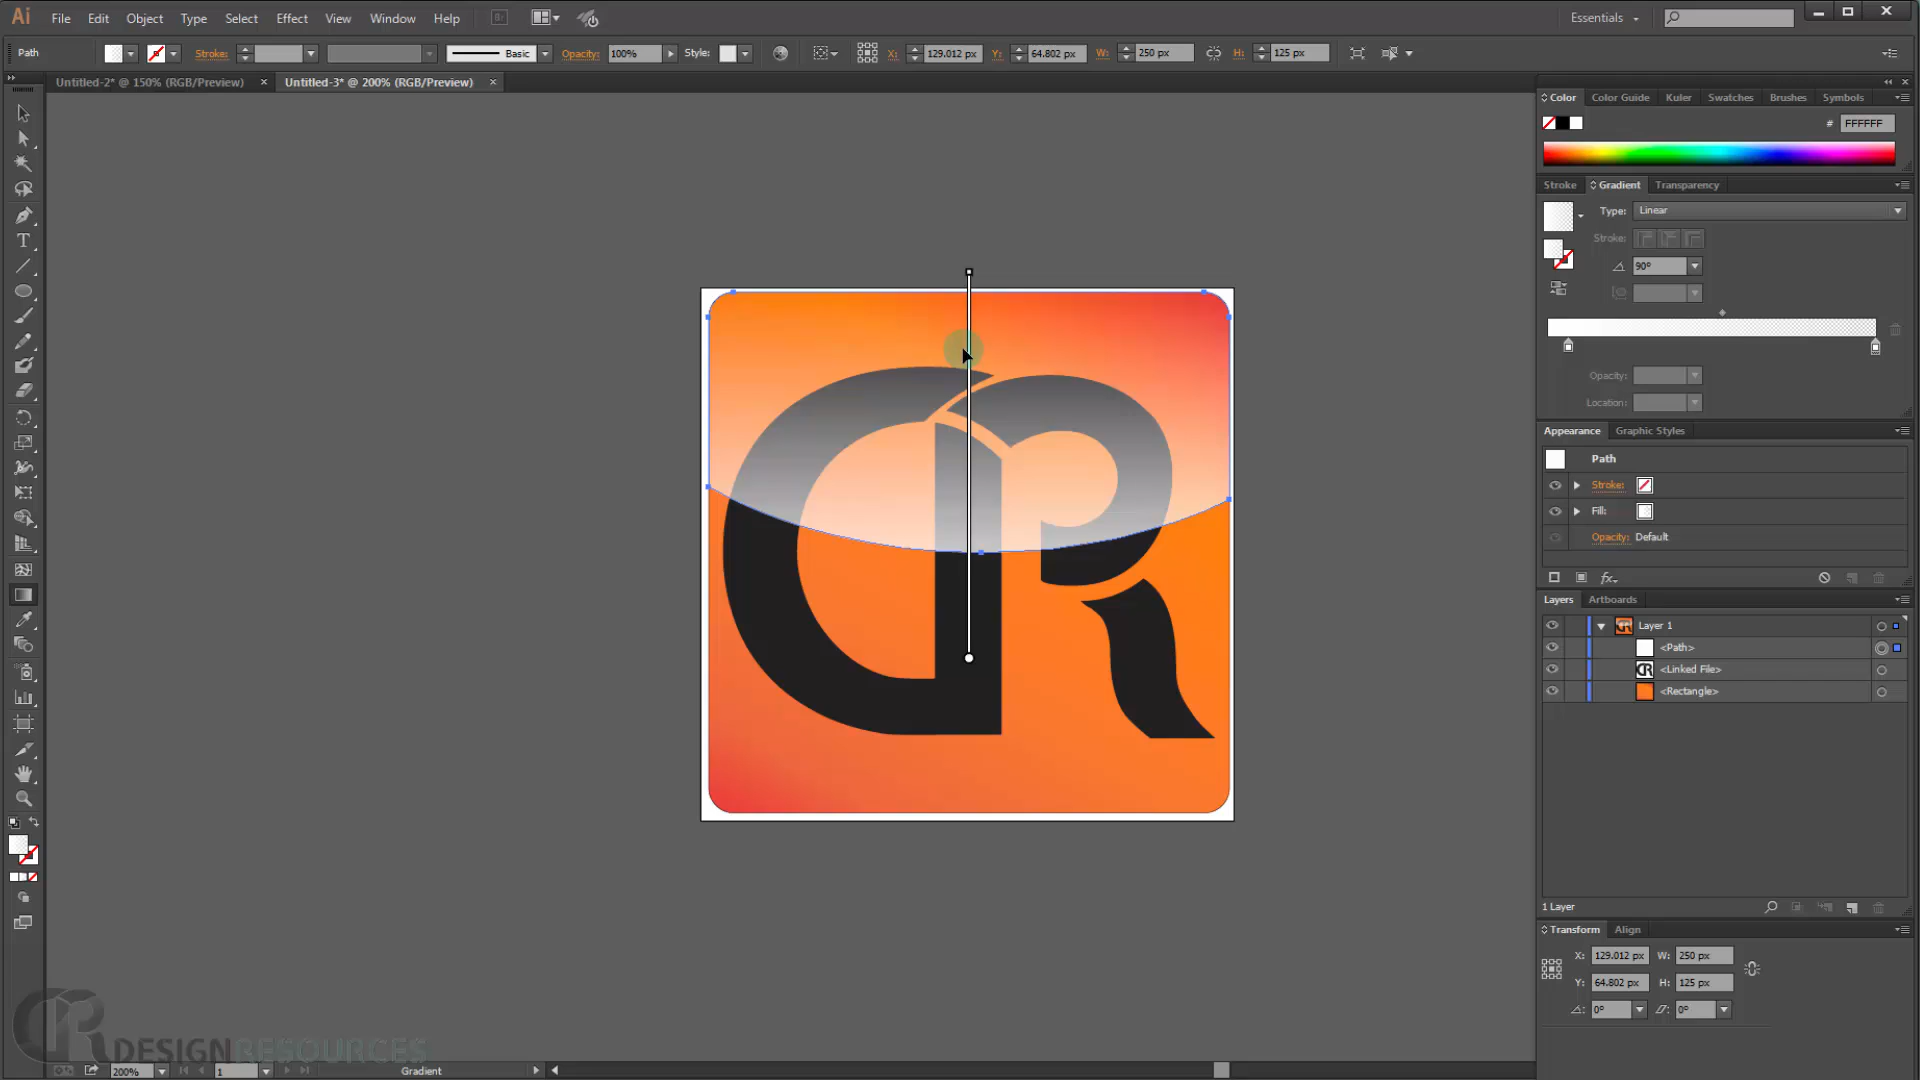 Ai File Edit Object Type Select Effect View Window Help Br Essentials
Path Stroke: Basic Opacity: 100% Style: X: 129.012 px Y: 64.802 px W: 250 px H: 125 px
Untitled-2* @ 150% (RGB/Preview) Untitled-3* @ 200% (RGB/Preview)
Color Color Guide Kuler Swatches Brushes Symbols
# FFFFFF
Stroke Gradient Transparency
Type: Linear
Stroke:
90°
Opacity:
Location:
Appearance Graphic Styles
Path
Stroke:
Fill:
Opacity: Default
fx
Layers Artboards
Layer 1
<Path>
<Linked File>
<Rectangle>
1 Layer
Transform Align
X: 129.012 px W: 250 px
Y: 64.802 px H: 125 px
0° 0°
DESIGNRESOURCES
200% 1 Gradient